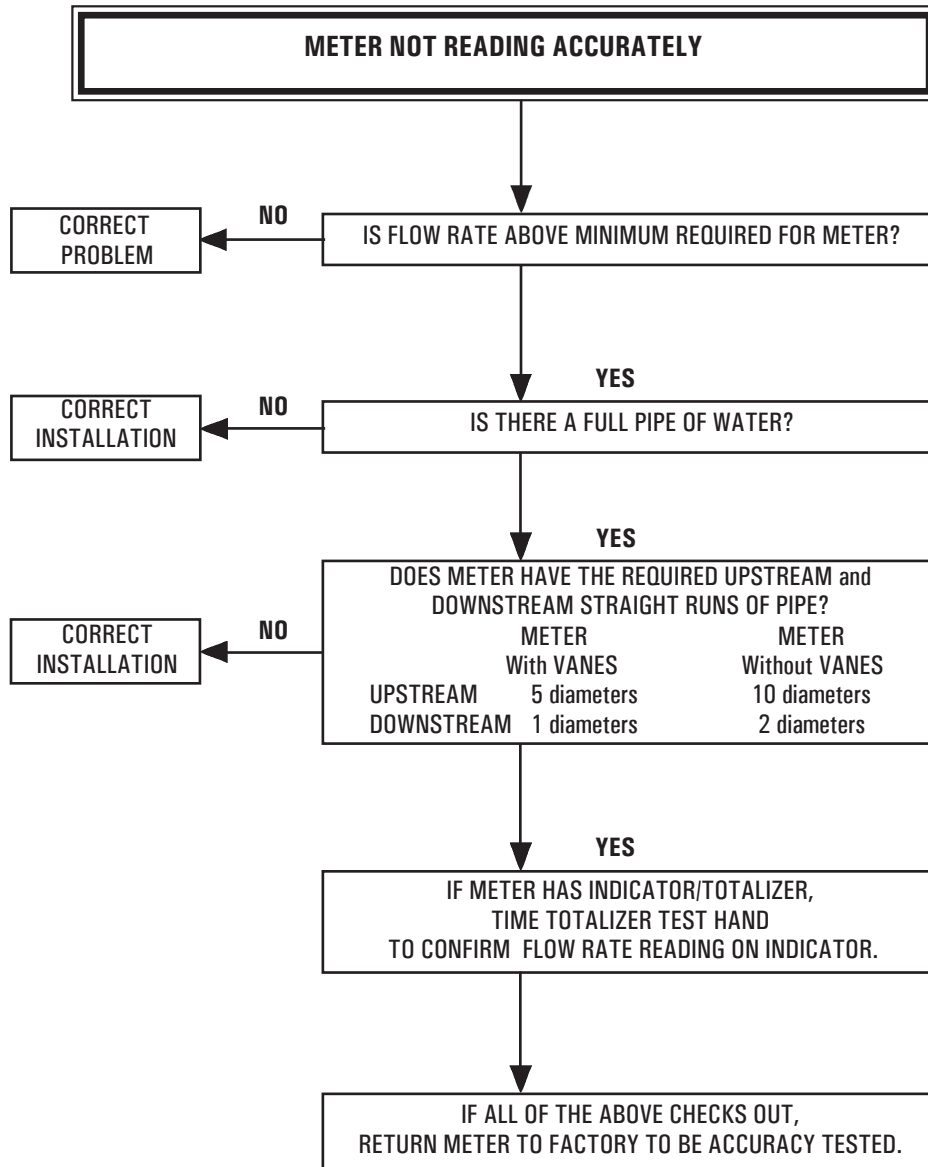 METER NOT READING ACCURATELY
NO
CORRECT
PROBLEM
IS FLOW RATE ABOVE MINIMUM REQUIRED FOR METER?
YES
NO
CORRECT
INSTALLATION
IS THERE A FULL PIPE OF WATER?
YES
DOES METER HAVE THE REQUIRED UPSTREAM and
DOWNSTREAM STRAIGHT RUNS OF PIPE?
NO
CORRECT
INSTALLATION
METER METER
With VANES Without VANES
UPSTREAM 5 diameters 10 diameters
DOWNSTREAM 1 diameters 2 diameters
YES
IF METER HAS INDICATOR/TOTALIZER,
TIME TOTALIZER TEST HAND
TO CONFIRM FLOW RATE READING ON INDICATOR.
IF ALL OF THE ABOVE CHECKS OUT,
RETURN METER TO FACTORY TO BE ACCURACY TESTED.